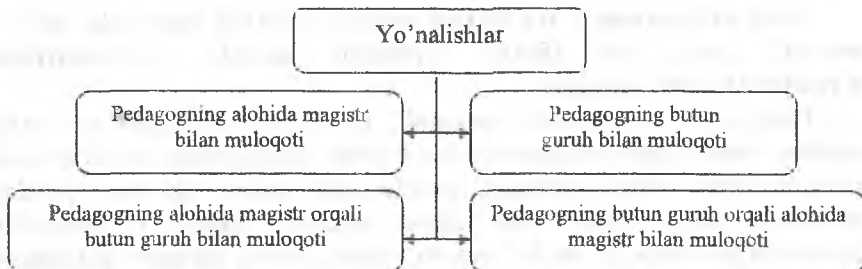 Yo'nalishlar
Pedagogning alohida magistr
bilan muloqoti
Pedagogning butun
guruh bilan muloqoti
Pedagogning alohida magistr orqali
butun guruh bilan muloqoti
Pedagogning butun guruh orqali alohida
magistr bilan muloqoti